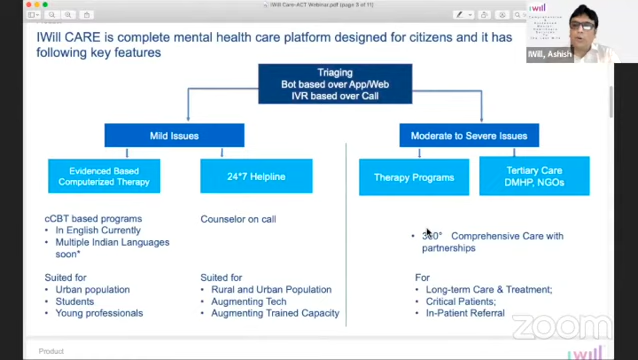 IWill Care-ACT Webinar.pdf (page 3 of 11)
IWill CARE is complete mental health care platform designed for citizens and it has
following key features
Triaging
Bot based over App/Web
IVR based over Call
Mild Issues
Moderate to Severe Issues
Evidenced Based
Computerized Therapy
24*7 Helpline
Therapy Programs
Tertiary Care
DMHP, NGOs
cCBT based programs
• In English Currently
• Multiple Indian Languages
soon*
Counselor on call
• 360° Comprehensive Care with
partnerships
Suited for
• Urban population
• Students
• Young professionals
Suited for
• Rural and Urban Population
• Augmenting Tech
• Augmenting Trained Capacity
For
• Long-term Care & Treatment;
• Critical Patients;
• In-Patient Referral
Product
iwill
IWill, Ashish
zoom